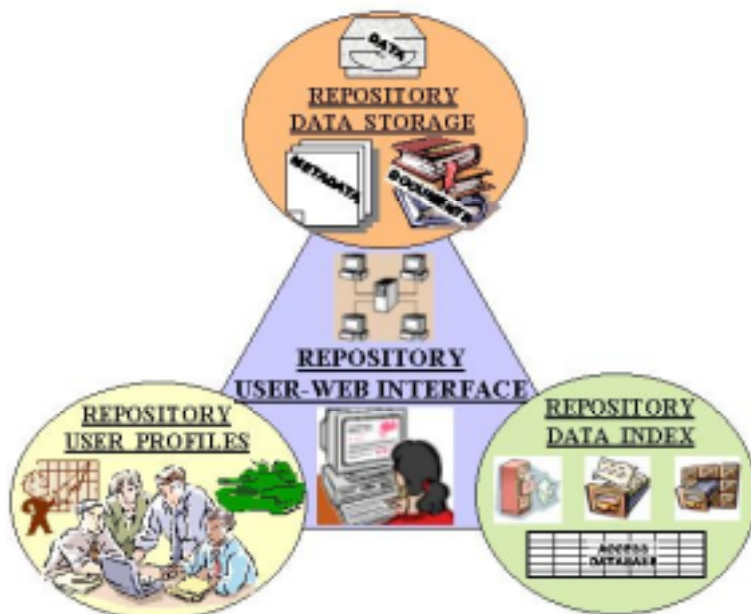 DATA
REPOSITORY
DATA STORAGE
METADATA
DOCUMENTS
REPOSITORY
USER-WEB INTERFACE
REPOSITORY
USER PROFILES
REPOSITORY
DATA INDEX
ACCESS
DATABASE